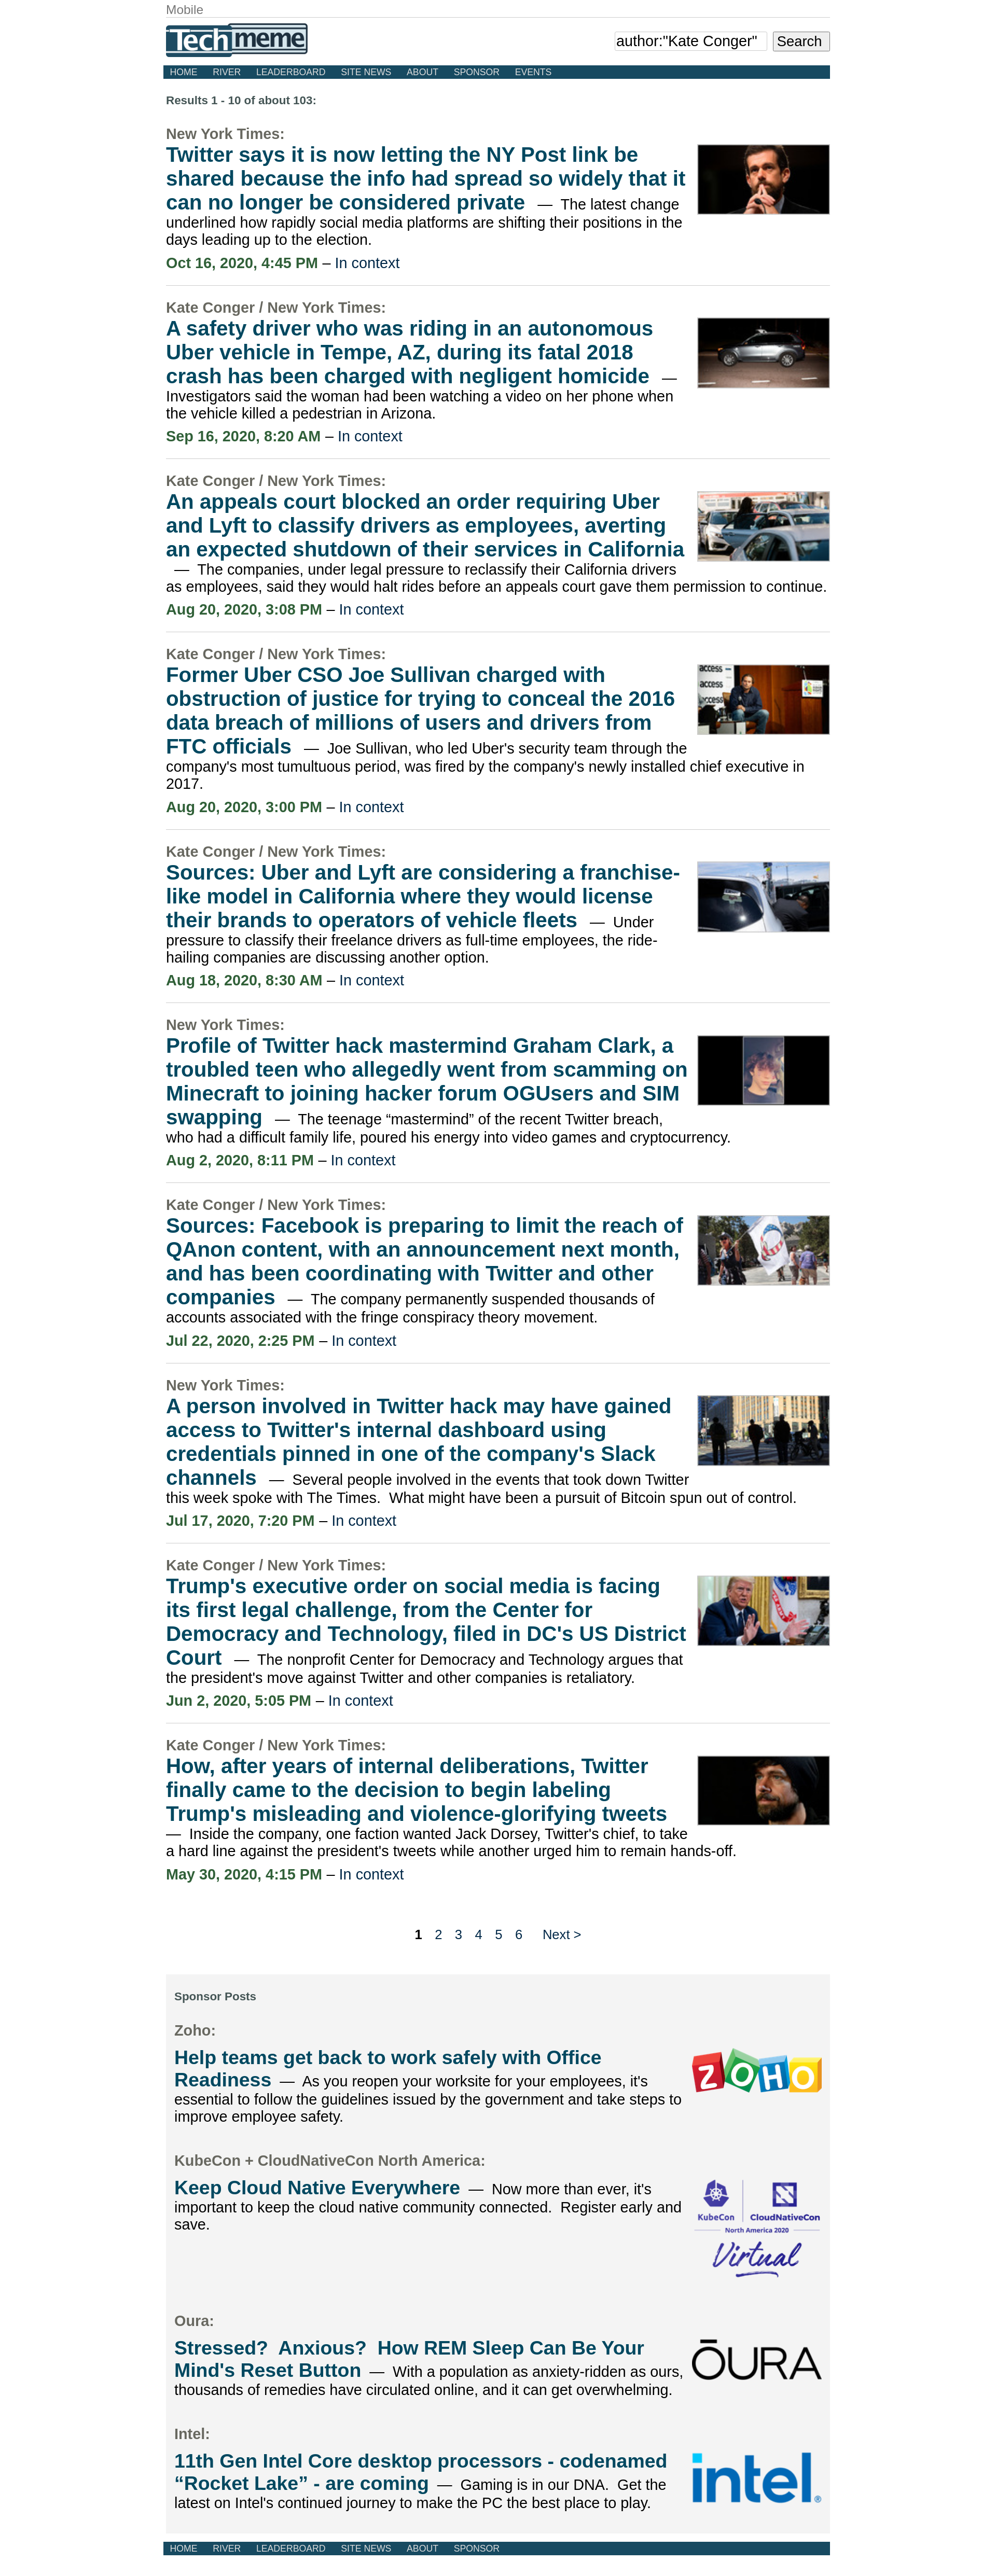 Mobile
Techmeme
author:"Kate Conger" Search
HOME RIVER LEADERBOARD SITE NEWS ABOUT SPONSOR EVENTS
Results 1 - 10 of about 103:
New York Times:
Twitter says it is now letting the NY Post link be
shared because the info had spread so widely that it
can no longer be considered private — The latest change
underlined how rapidly social media platforms are shifting their positions in the
days leading up to the election.
Oct 16, 2020, 4:45 PM – In context
Kate Conger / New York Times:
A safety driver who was riding in an autonomous
Uber vehicle in Tempe, AZ, during its fatal 2018
crash has been charged with negligent homicide —
Investigators said the woman had been watching a video on her phone when
the vehicle killed a pedestrian in Arizona.
Sep 16, 2020, 8:20 AM – In context
Kate Conger / New York Times:
An appeals court blocked an order requiring Uber
and Lyft to classify drivers as employees, averting
an expected shutdown of their services in California
— The companies, under legal pressure to reclassify their California drivers
as employees, said they would halt rides before an appeals court gave them permission to continue.
Aug 20, 2020, 3:08 PM – In context
Kate Conger / New York Times:
Former Uber CSO Joe Sullivan charged with
obstruction of justice for trying to conceal the 2016
data breach of millions of users and drivers from
FTC officials — Joe Sullivan, who led Uber's security team through the
company's most tumultuous period, was fired by the company's newly installed chief executive in
2017.
access
access
Aug 20, 2020, 3:00 PM – In context
Kate Conger / New York Times:
Sources: Uber and Lyft are considering a franchise-
like model in California where they would license
their brands to operators of vehicle fleets — Under
pressure to classify their freelance drivers as full-time employees, the ride-
hailing companies are discussing another option.
Aug 18, 2020, 8:30 AM – In context
New York Times:
Profile of Twitter hack mastermind Graham Clark, a
troubled teen who allegedly went from scamming on
Minecraft to joining hacker forum OGUsers and SIM
swapping — The teenage “mastermind” of the recent Twitter breach,
who had a difficult family life, poured his energy into video games and cryptocurrency.
Aug 2, 2020, 8:11 PM – In context
Kate Conger / New York Times:
Sources: Facebook is preparing to limit the reach of
QAnon content, with an announcement next month,
and has been coordinating with Twitter and other
companies — The company permanently suspended thousands of
accounts associated with the fringe conspiracy theory movement.
Jul 22, 2020, 2:25 PM – In context
New York Times:
A person involved in Twitter hack may have gained
access to Twitter's internal dashboard using
credentials pinned in one of the company's Slack
channels — Several people involved in the events that took down Twitter
this week spoke with The Times. What might have been a pursuit of Bitcoin spun out of control.
Jul 17, 2020, 7:20 PM – In context
Kate Conger / New York Times:
Trump's executive order on social media is facing
its first legal challenge, from the Center for
Democracy and Technology, filed in DC's US District
Court — The nonprofit Center for Democracy and Technology argues that
the president's move against Twitter and other companies is retaliatory.
Jun 2, 2020, 5:05 PM – In context
Kate Conger / New York Times:
How, after years of internal deliberations, Twitter
finally came to the decision to begin labeling
Trump's misleading and violence-glorifying tweets
— Inside the company, one faction wanted Jack Dorsey, Twitter's chief, to take
a hard line against the president's tweets while another urged him to remain hands-off.
May 30, 2020, 4:15 PM – In context
1 2 3 4 5 6 Next >
Sponsor Posts
Zoho:
Help teams get back to work safely with Office
Readiness — As you reopen your worksite for your employees, it's
essential to follow the guidelines issued by the government and take steps to
improve employee safety.
ZOHO
KubeCon + CloudNativeCon North America:
Keep Cloud Native Everywhere — Now more than ever, it's
important to keep the cloud native community connected. Register early and
save.
KubeCon CloudNativeCon
North America 2020
Virtual
Oura:
Stressed? Anxious? How REM Sleep Can Be Your
Mind's Reset Button — With a population as anxiety-ridden as ours,
thousands of remedies have circulated online, and it can get overwhelming.
ŌURA
Intel:
11th Gen Intel Core desktop processors - codenamed
“Rocket Lake” - are coming — Gaming is in our DNA. Get the
latest on Intel's continued journey to make the PC the best place to play.
intel®
HOME RIVER LEADERBOARD SITE NEWS ABOUT SPONSOR